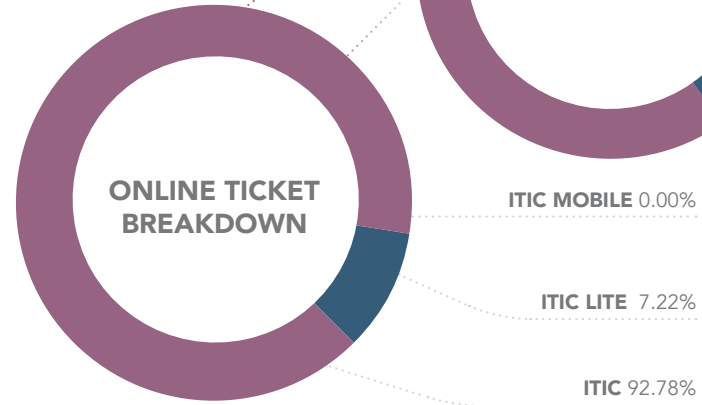 ONLINE TICKET
BREAKDOWN
ITIC MOBILE 0.00%
ITIC LITE 7.22%
ITIC 92.78%